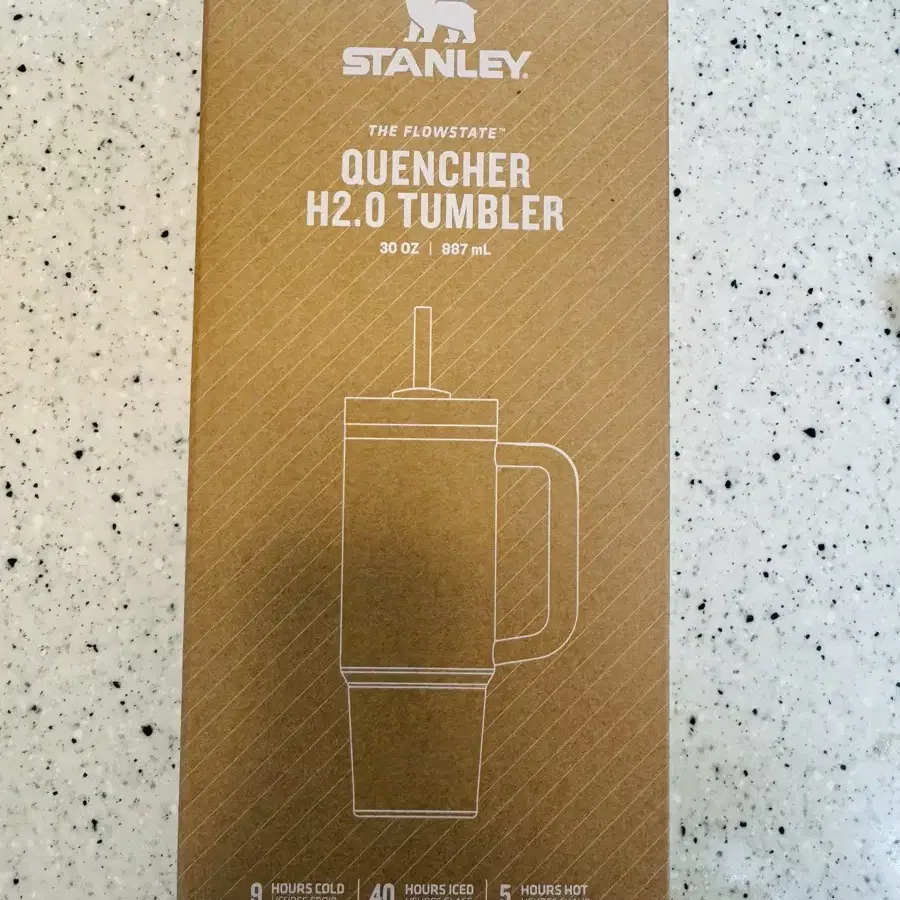 STANLEY®
THE FLOWSTATE™
QUENCHER
H2.0 TUMBLER
30 OZ | 887 mL
9 HOURS COLD | 40 HOURS ICED | 5 HOURS HOT